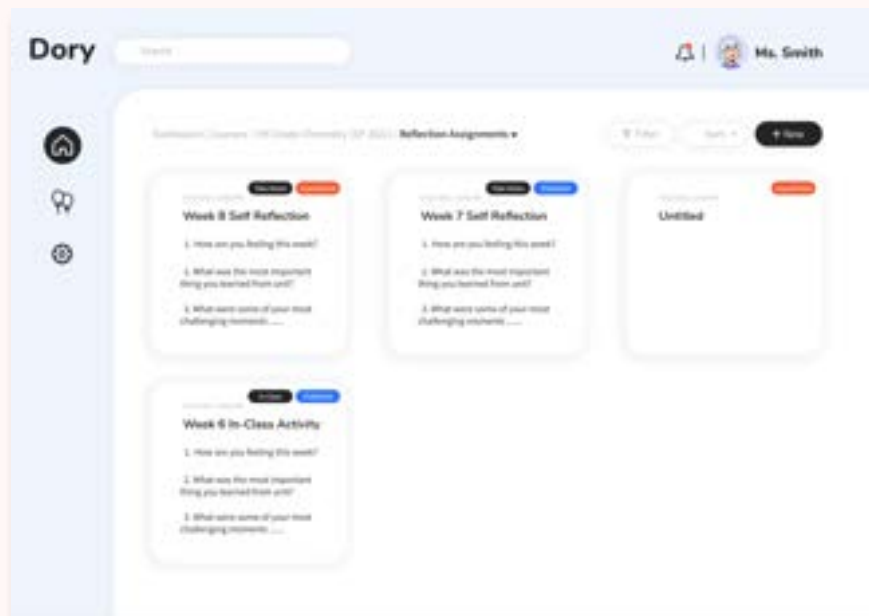 Dory
Search
Ms. Smith
Reflection Assignments
Filter
Sort
+ New
Week 8 Self Reflection
1. How are you feeling this week?
2. What was the most important
thing you learned from unit?
3. What were some of your most
challenging moments ......
Week 7 Self Reflection
1. How are you feeling this week?
2. What was the most important
thing you learned from unit?
3. What were some of your most
challenging moments ......
Untitled
In-Class
Week 6 In-Class Activity
1. How are you feeling this week?
2. What was the most important
thing you learned from unit?
3. What were some of your most
challenging moments ......